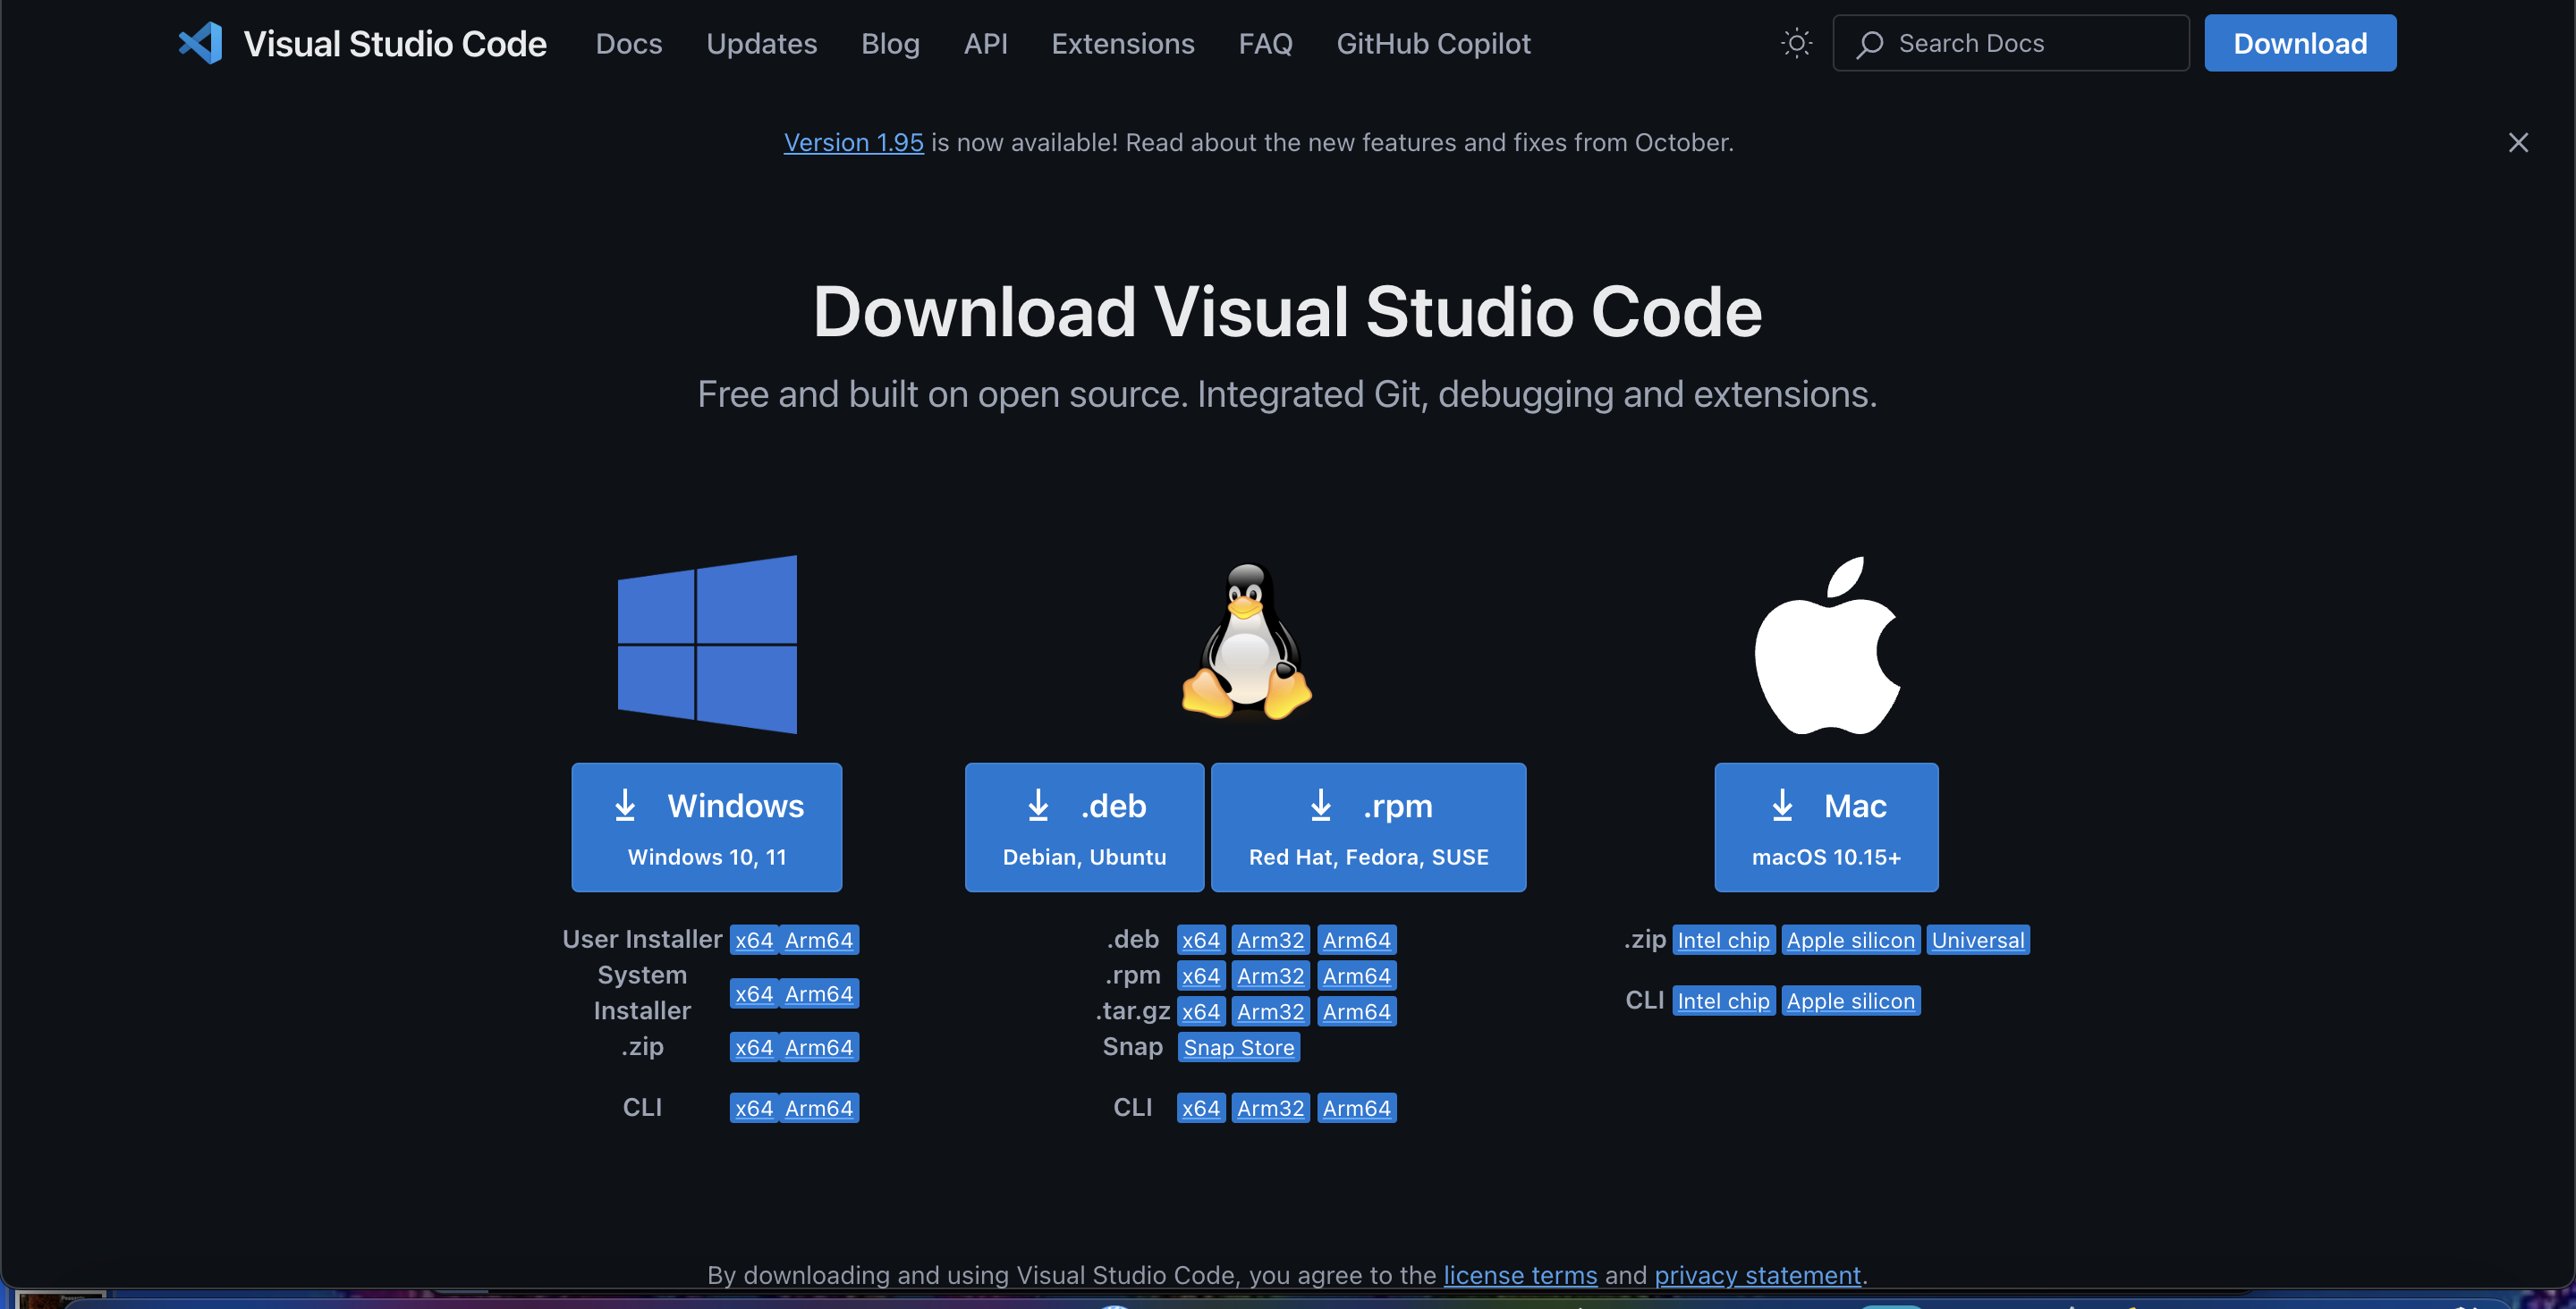 Visual Studio Code Docs Updates Blog API Extensions FAQ GitHub Copilot Search Docs Download
Version 1.95 is now available! Read about the new features and fixes from October.
Download Visual Studio Code
Free and built on open source. Integrated Git, debugging and extensions.
Windows
Windows 10, 11
User Installer x64 Arm64
System
Installer x64 Arm64
.zip x64 Arm64
CLI x64 Arm64
.deb
Debian, Ubuntu
.rpm
Red Hat, Fedora, SUSE
.deb x64 Arm32 Arm64
.rpm x64 Arm32 Arm64
.tar.gz x64 Arm32 Arm64
Snap Snap Store
CLI x64 Arm32 Arm64
Mac
macOS 10.15+
.zip Intel chip Apple silicon Universal
CLI Intel chip Apple silicon
By downloading and using Visual Studio Code, you agree to the license terms and privacy statement.